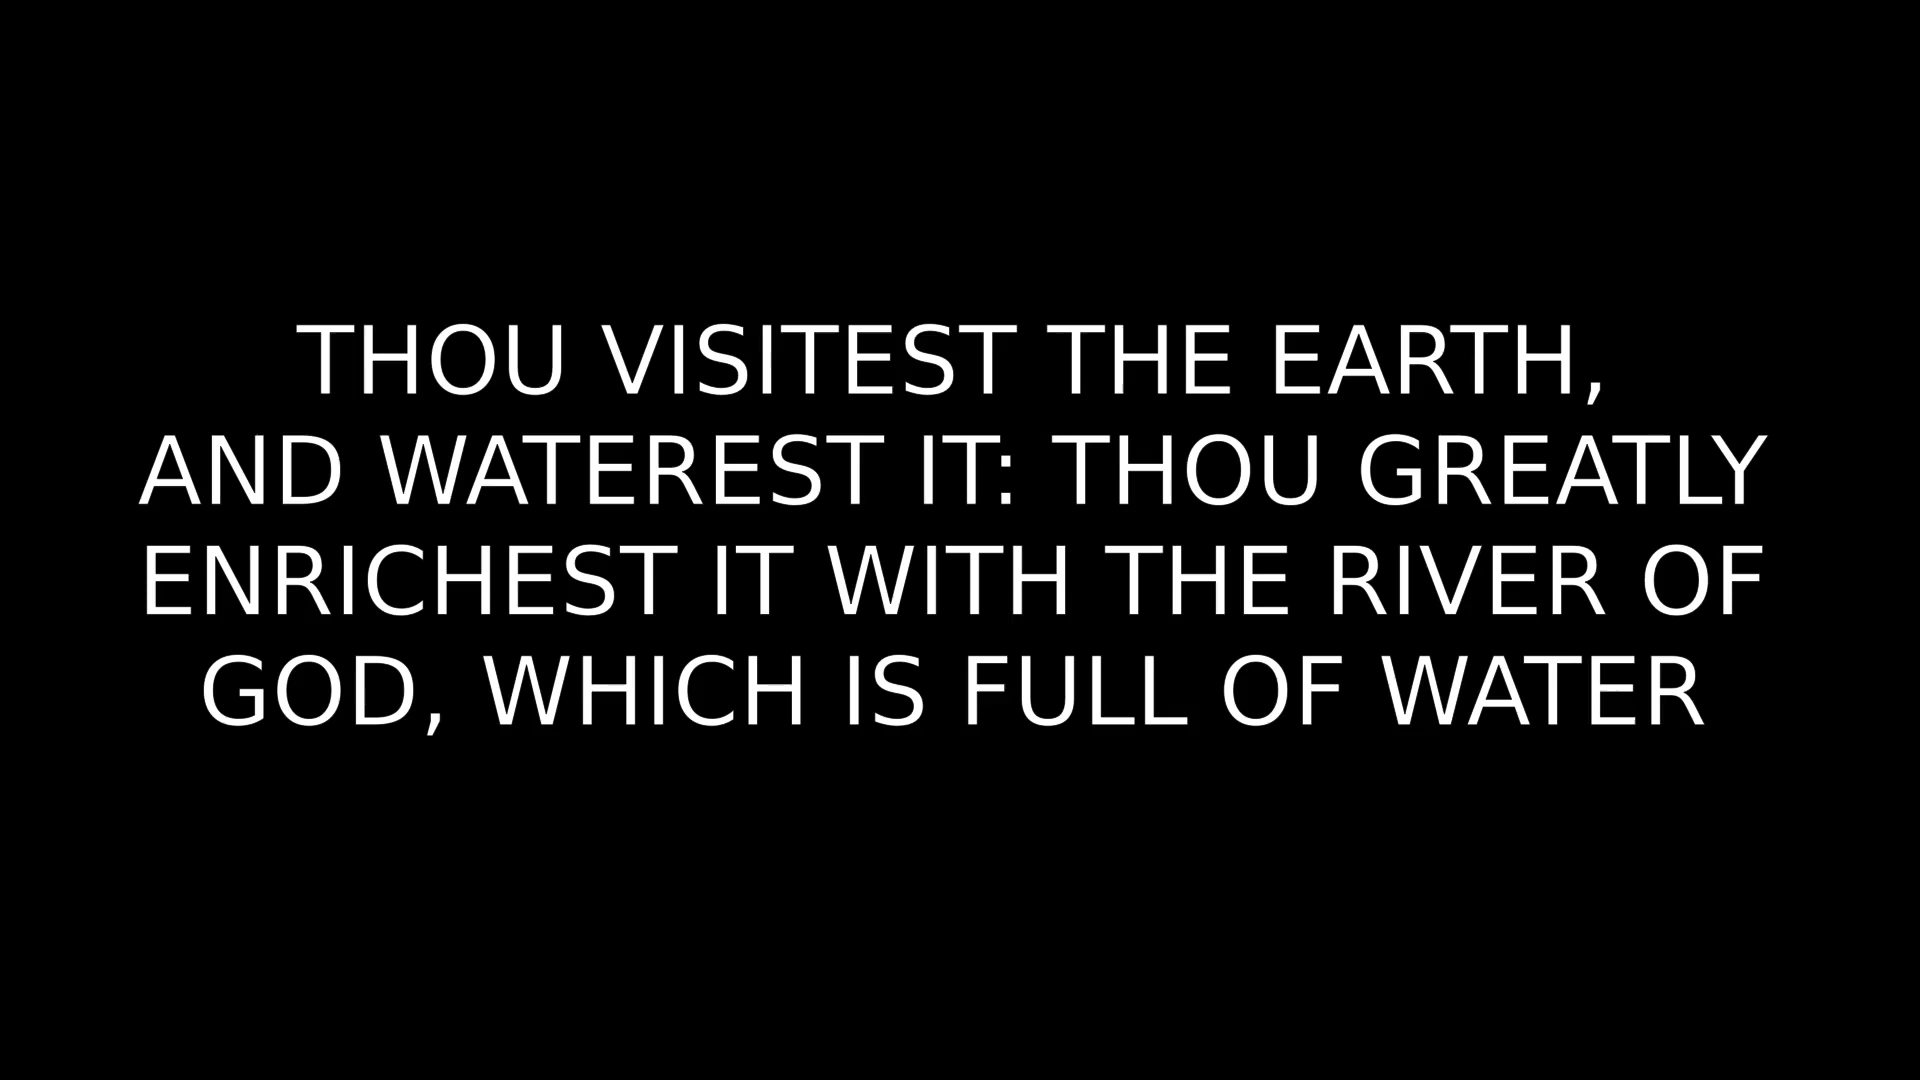 THOU VISITEST THE EARTH,
AND WATEREST IT: THOU GREATLY
ENRICHEST IT WITH THE RIVER OF
GOD, WHICH IS FULL OF WATER